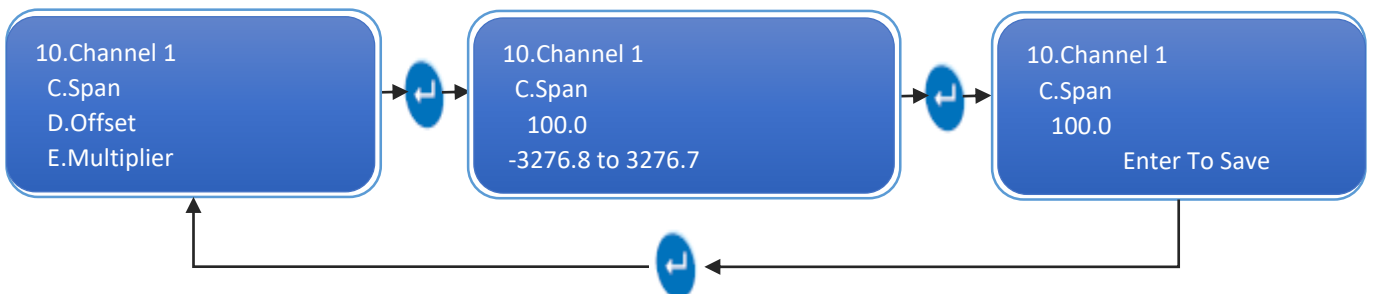 10.Channel 1
C.Span
D.Offset
E.Multiplier
10.Channel 1
C.Span
100.0
-3276.8 to 3276.7
10.Channel 1
C.Span
100.0
Enter To Save